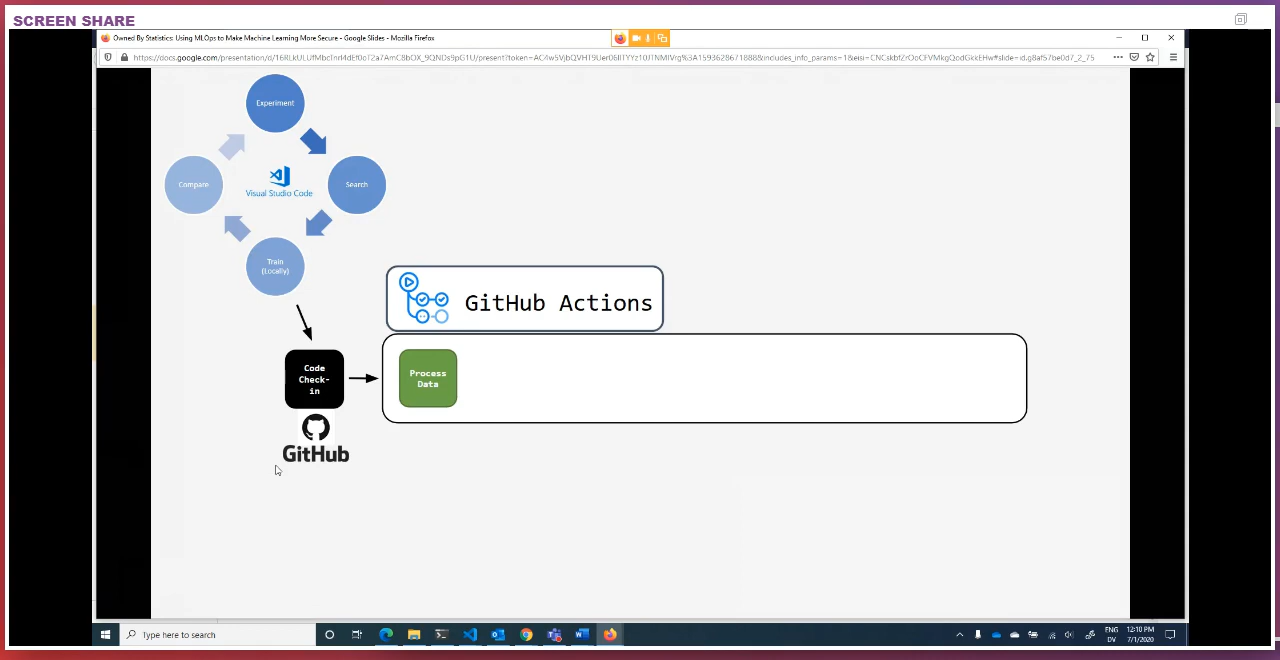 SCREEN SHARE
Owned By Statistics: Using MLOps to Make Machine Learning More Secure - Google Slides - Mozilla Firefox
Experiment
Compare
Visual Studio Code
Search
Train
(Locally)
GitHub Actions
Code
Check-
in
Process
Data
GitHub
Type here to search
ENG
DV
12:10 PM
7/1/2020